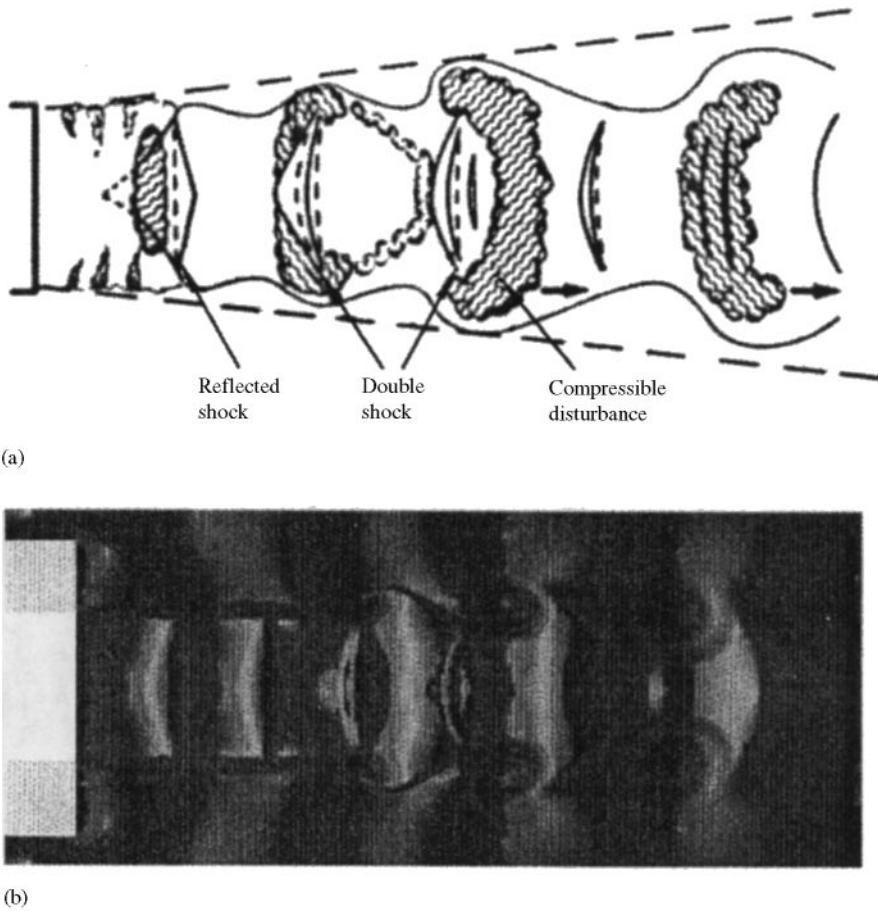 Reflected
shock
Double
shock
Compressible
disturbance
(a)
(b)